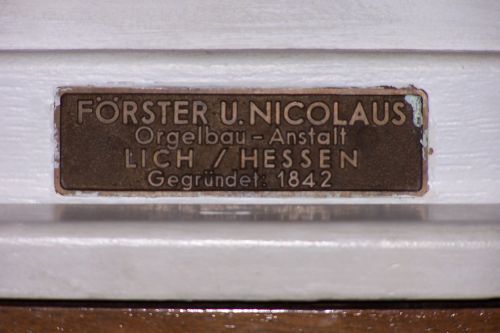 FÖRSTER U. NICOLAUS
Orgelbau - Anstalt
LICH / HESSEN
Gegründet: 1842